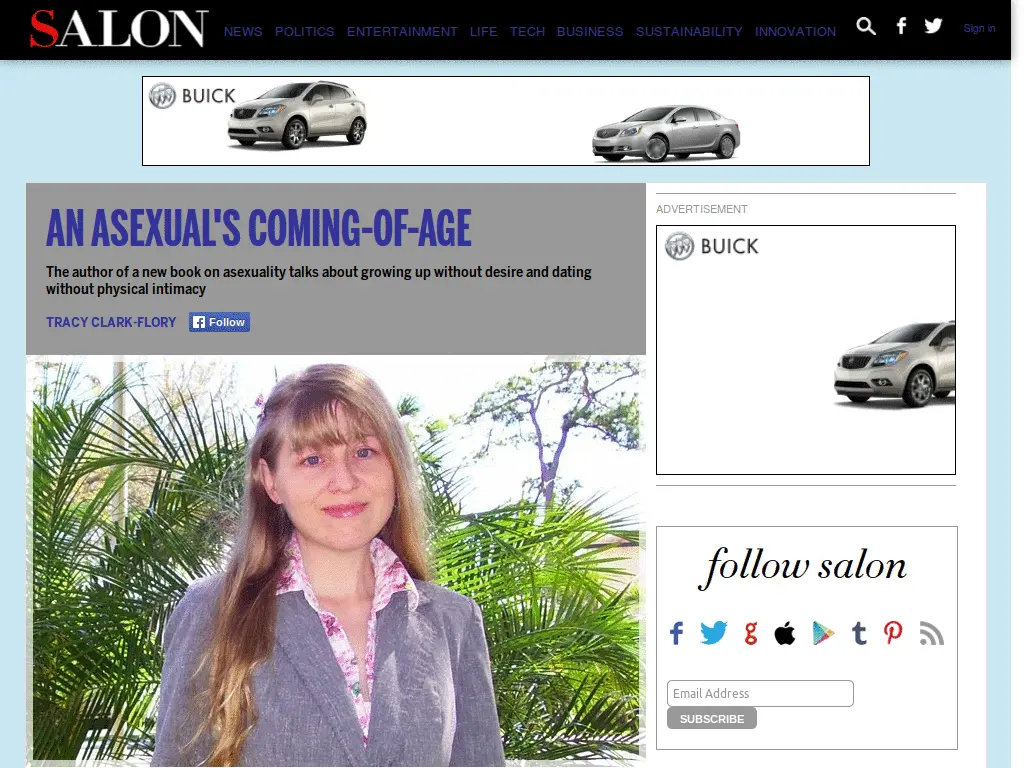 SALON
NEWS POLITICS ENTERTAINMENT LIFE TECH BUSINESS SUSTAINABILITY INNOVATION
Sign in
BUICK
AN ASEXUAL'S COMING-OF-AGE
The author of a new book on asexuality talks about growing up without desire and dating
without physical intimacy
TRACY CLARK-FLORY
Follow
ADVERTISEMENT
BUICK
follow salon
Email Address
SUBSCRIBE